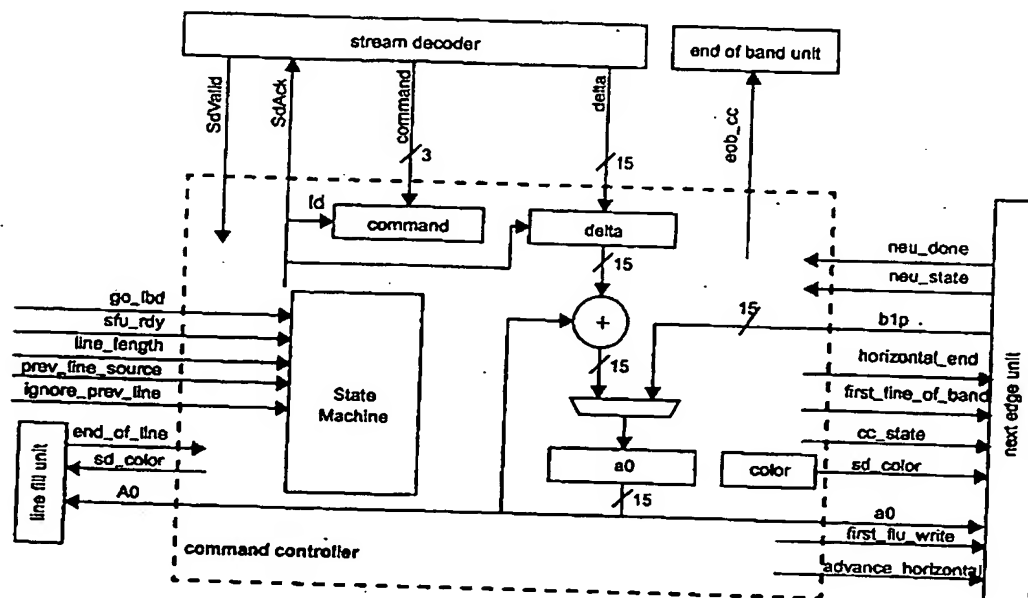 stream decoder
end of band unit
SdValid
SdAck
command
delta
eob_cc
3
15
ld
command
delta
15
neu_done
neu_state
b1p
15
+
15
go_lbd
sfu_rdy
line_length
prev_line_source
ignore_prev_line
State
Machine
horizontal_end
first_line_of_band
cc_state
sd_color
next edge unit
line fill unit
end_of_line
sd_color
A0
a0
color
15
a0
first_flu_write
advance_horizontal
command controller